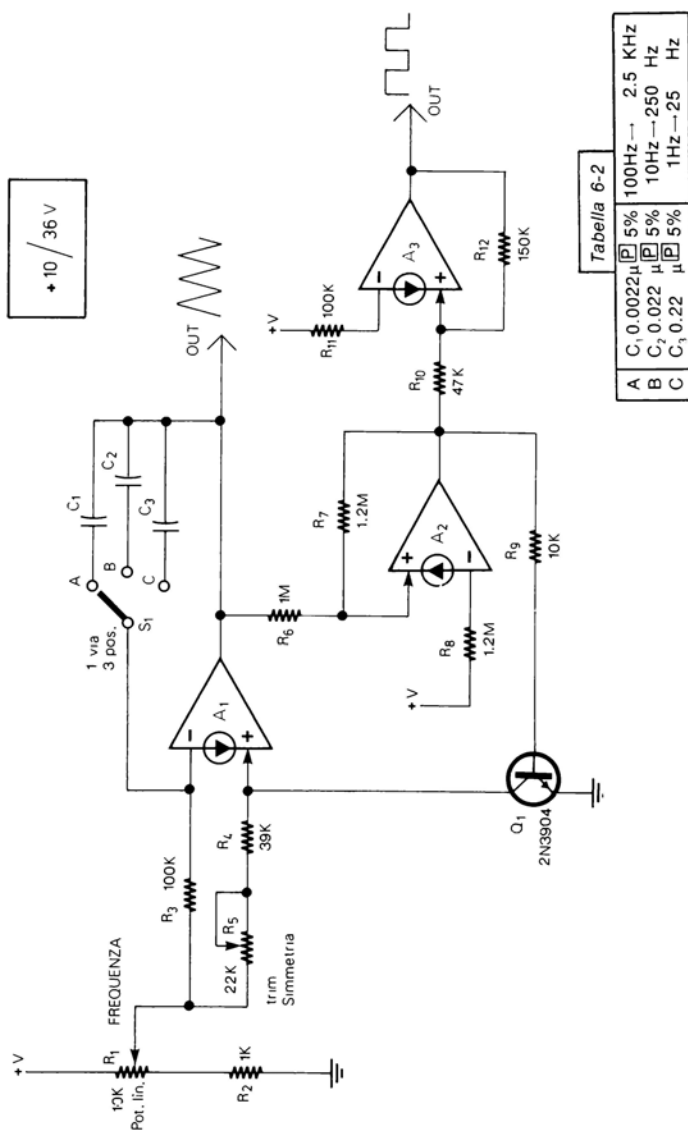 + 10 / 36 V
1 via
3 pos.
S₁
A
B
C
C₁
C₂
C₃
+V
R₁
10K
Pot. lin.
FREQUENZA
R₂
1K
R₃
100K
R₅
22K
trim
Simmetria
R₄
39K
A₁
−
+
OUT
R₆
1M
R₇
1.2M
A₂
+
−
+V
R₈
1.2M
R₉
10K
Q₁
2N3904
R₁₀
47K
+V
R₁₁
100K
A₃
−
+
R₁₂
150K
OUT
Tabella 6-2
A C₁ 0.0022µ P 5% 100Hz→ 2.5 KHz
B C₂ 0.022 µ P 5% 10Hz→250 Hz
C C₃ 0.22 µ P 5% 1Hz→25 Hz